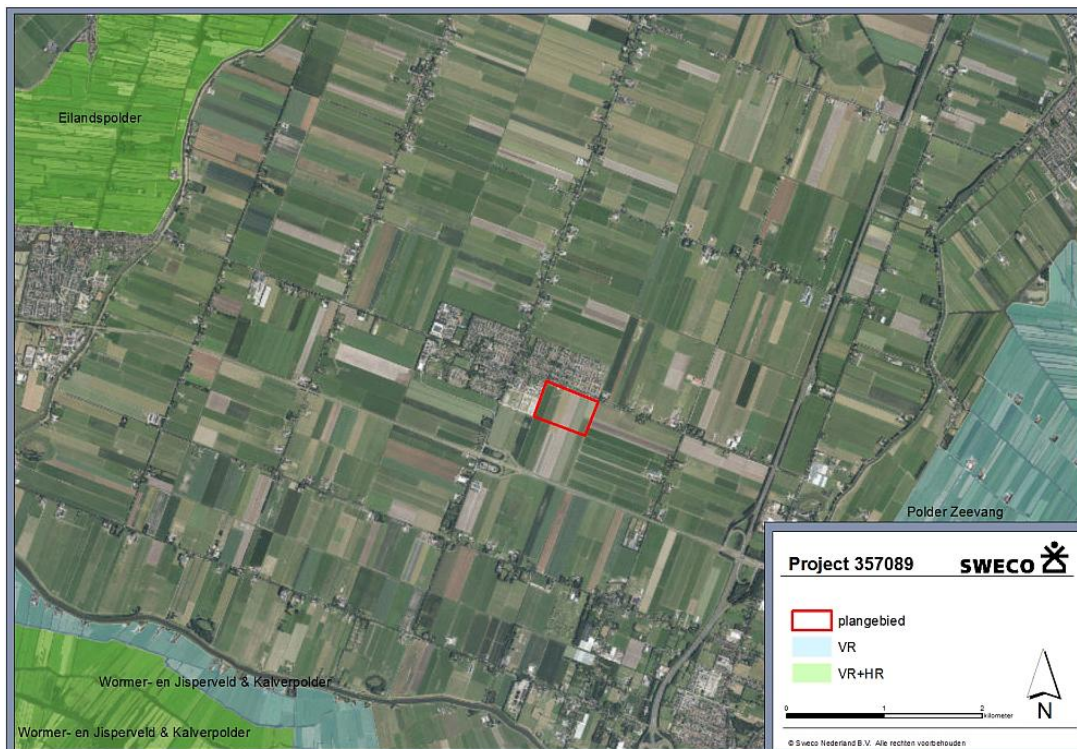 Eilandspolder
Polder Zeevang
Wormer- en Jisperveld & Kalverpolder
Wormer- en Jisperveld & Kalverpolder
Project 357089
SWECO
plangebied
VR
VR+HR
0 1 2
kilometer
N
© Sweco Nederland B.V. Alle rechten voorbehouden